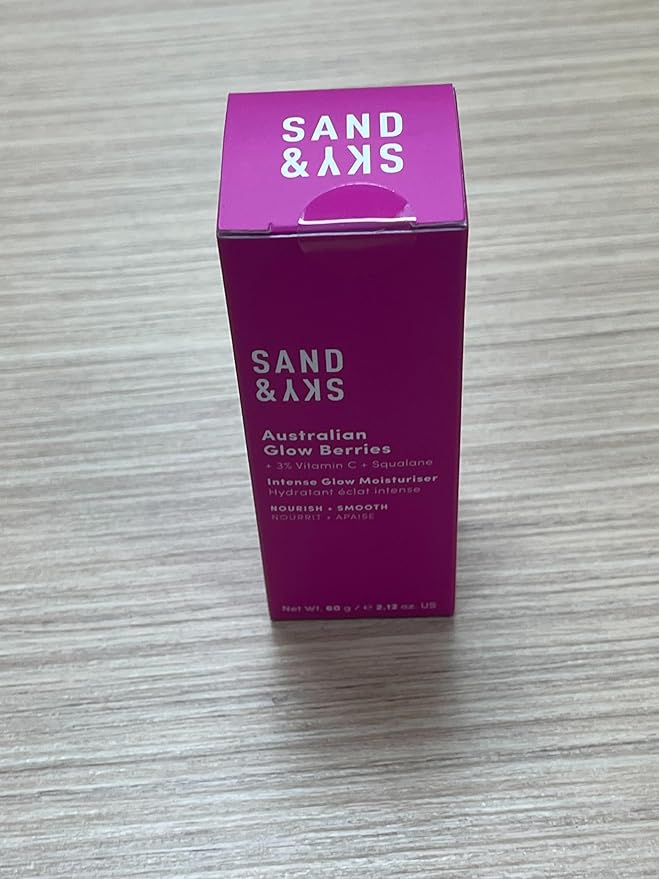 SAND
& SKY
SAND
& SKY
Australian
Glow Berries
+ 3% Vitamin C + Squalane
Intense Glow Moisturiser
Hydratant éclat intense
NOURISH + SMOOTH
NOURRIT + APAISE
Net Wt. 60 g / ℮ 2.12 oz. US